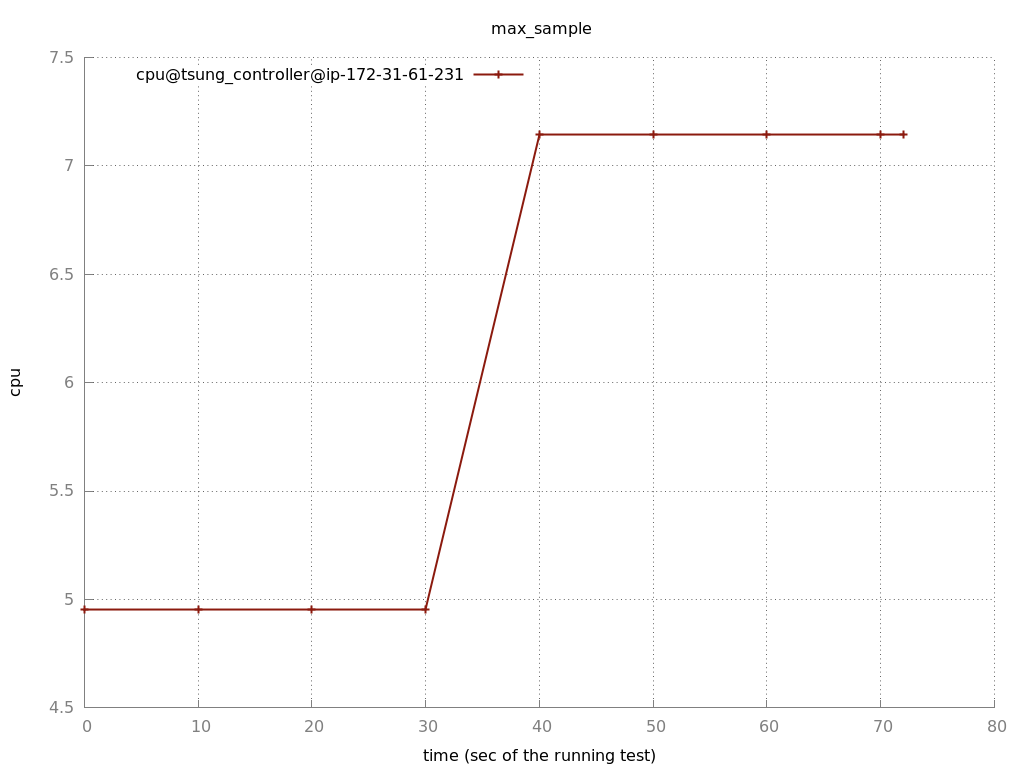 max_sample
7.5
cpu@tsung_controller@ip-172-31-61-231
7
6.5
6
cpu
5.5
5
4.5
0 10 20 30 40 50 60 70 80
time (sec of the running test)